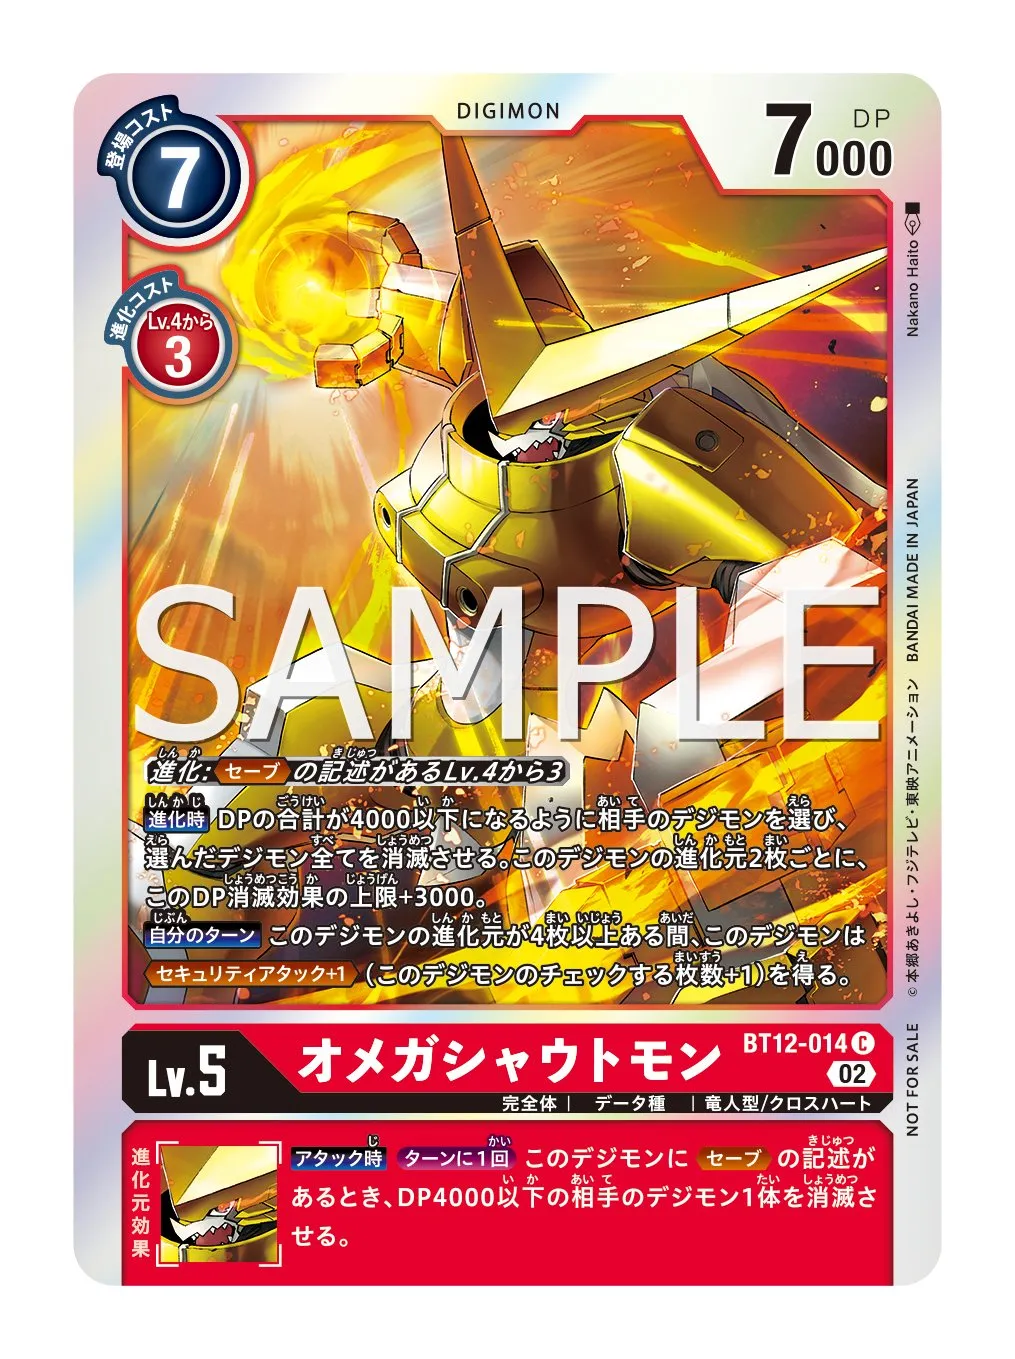 DIGIMON
登場コスト
7
7000
DP
進化コスト
Lv.4から
3
Nakano Haito
SAMPLE
進化:セーブの記述があるLv.4から3
進化時 DPの合計が4000以下になるように相手のデジモンを選び、
選んだデジモン全てを消滅させる。このデジモンの進化元2枚ごとに、
このDP消滅効果の上限+3000。
自分のターン このデジモンの進化元が4枚以上ある間、このデジモンは
セキュリティアタック+1 (このデジモンのチェックする枚数+1)を得る。
BANDAI MADE IN JAPAN
© 本郷あきよし・フジテレビ・東映アニメーション
NOT FOR SALE
Lv.5
オメガシャウトモン
BT12-014 C
02
完全体 | データ種 | 竜人型/クロスハート
進化元効果
アタック時 ターンに1回 このデジモンに セーブ の記述が
あるとき、DP4000以下の相手のデジモン1体を消滅さ
せる。